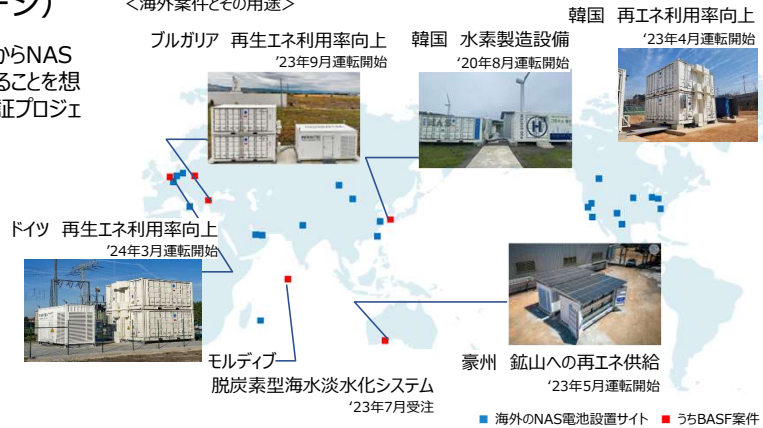 ーン)
<海外案件とその用途>
からNAS
ることを想
証プロジェ
ブルガリア 再生エネ利用率向上
'23年9月運転開始
韓国 水素製造設備
'20年8月運転開始
韓国 再エネ利用率向上
'23年4月運転開始
ドイツ 再生エネ利用率向上
'24年3月運転開始
モルディブ
脱炭素型海水淡水化システム
'23年7月受注
豪州 鉱山への再エネ供給
'23年5月運転開始
■ 海外のNAS電池設置サイト ■ うちBASF案件